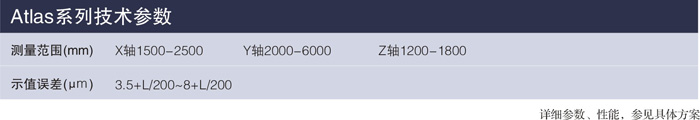 Atlas系列技术参数
测量范围(mm) X轴1500-2500 Y轴2000-6000 Z轴1200-1800
示值误差(μm) 3.5+L/200~8+L/200
详细参数、性能，参见具体方案